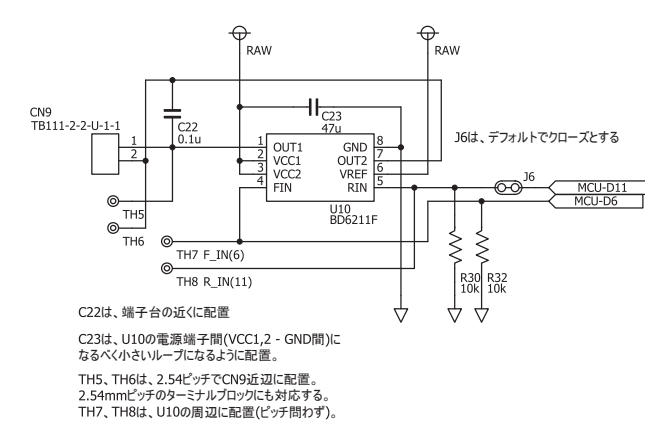 RAW
RAW
CN9
TB111-2-2-U-1-1
C22
0.1u
C23
47u
J6は、デフォルトでクローズとする
1
2
1
2
3
4
OUT1
VCC1
VCC2
FIN
GND
OUT2
VREF
RIN
8
7
6
5
U10
BD6211F
J6
MCU-D11
MCU-D6
TH5
TH6
TH7 F_IN(6)
TH8 R_IN(11)
R30
10k
R32
10k
C22は、端子台の近くに配置
C23は、U10の電源端子間(VCC1,2 - GND間)に
なるべく小さいループになるように配置。
TH5、TH6は、2.54ピッチでCN9近辺に配置。
2.54mmピッチのターミナルブロックにも対応する。
TH7、TH8は、U10の周辺に配置(ピッチ問わず)。